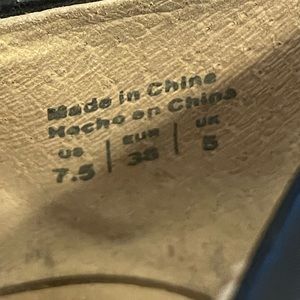 Made in China
Hecho en China
US | EUR | UK
7.5 | 38 | 5